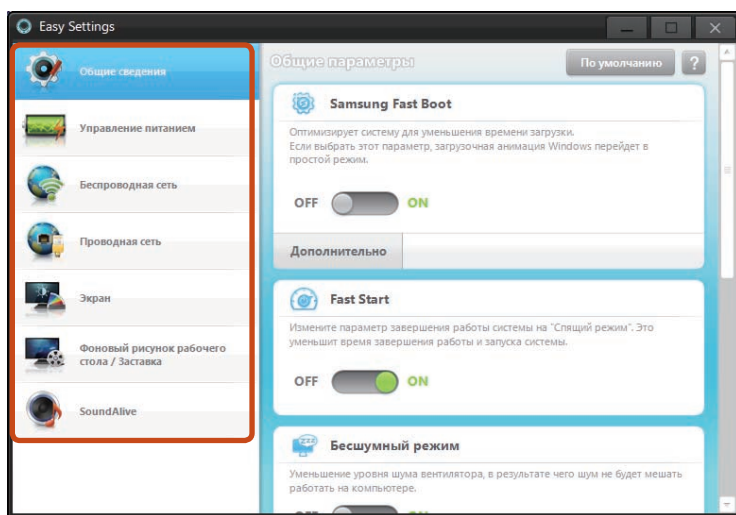 Easy Settings
Общие сведения
Управление питанием
Беспроводная сеть
Проводная сеть
Экран
Фоновый рисунок рабочего
стола / Заставка
SoundAlive
Общие параметры
По умолчанию
?
Samsung Fast Boot
Оптимизирует систему для уменьшения времени загрузки.
Если выбрать этот параметр, загрузочная анимация Windows перейдет в
простой режим.
OFF ON
Дополнительно
Fast Start
Измените параметр завершения работы системы на "Спящий режим". Это
уменьшит время завершения работы и запуска системы.
OFF ON
Бесшумный режим
Уменьшение уровня шума вентилятора, в результате чего шум не будет мешать
работать на компьютере.
OFF ON